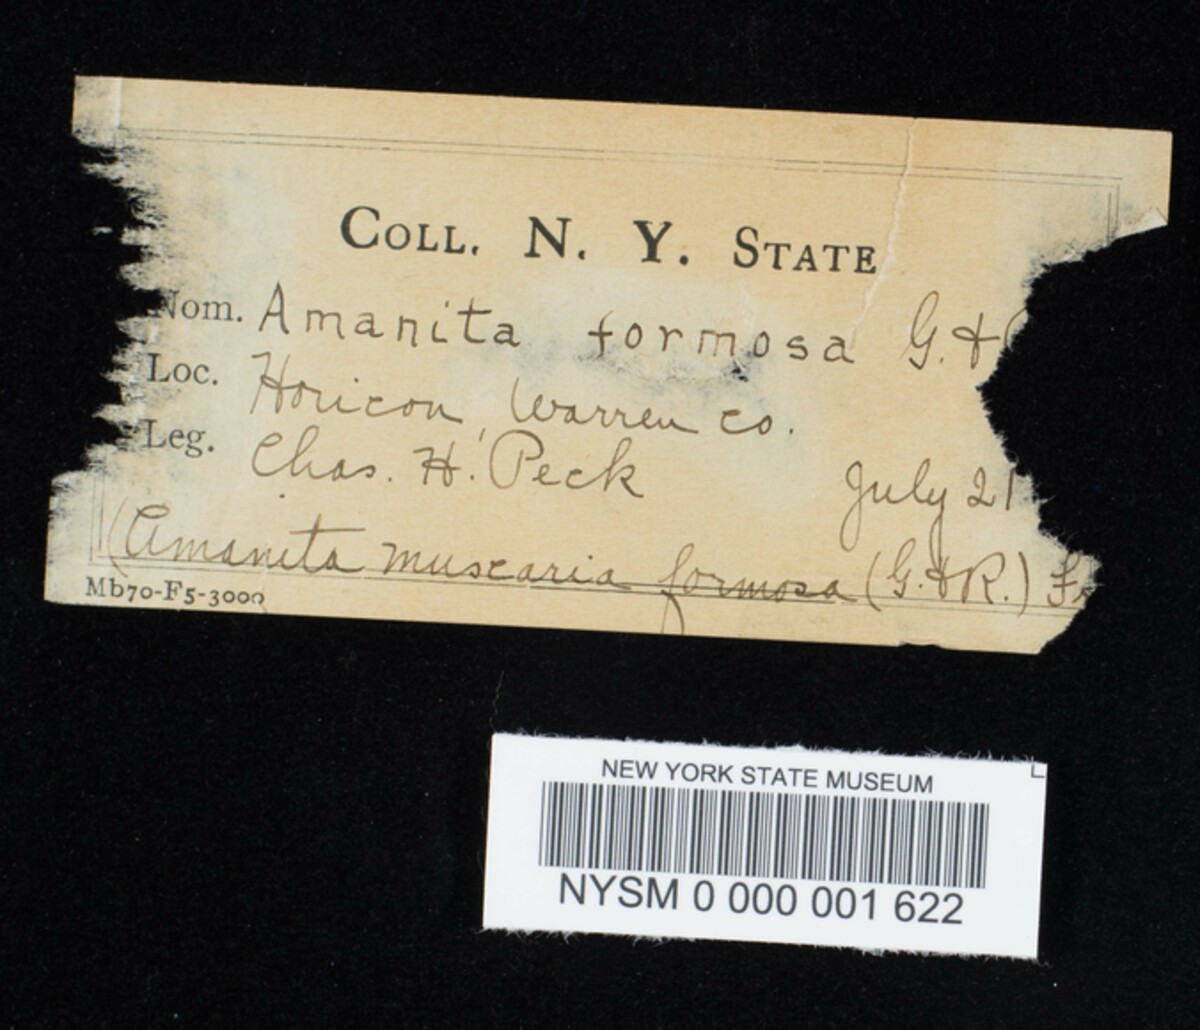 COLL. N. Y. STATE
Nom. Amanita formosa G. &
Loc. Horicon, Warren co.
Leg. Chas. H. Peck July 21
(Amanita muscaria formosa (G. & R.) Fr
Mb70-F5-3000
NEW YORK STATE MUSEUM
NYSM 0 000 001 622